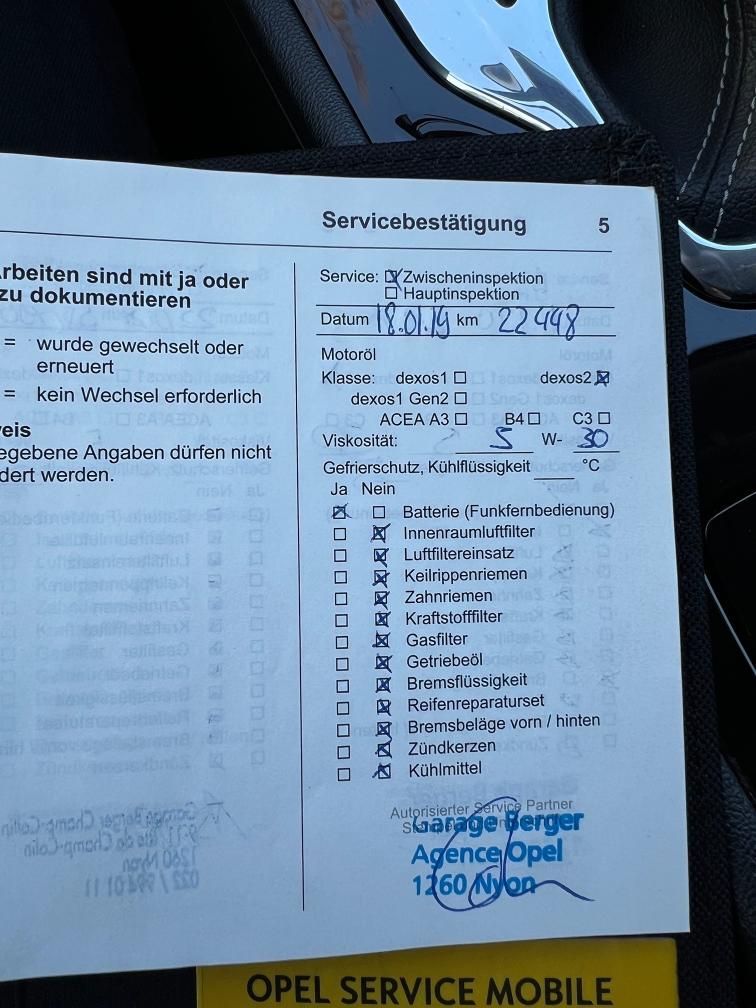 Servicebestätigung 5
rbeiten sind mit ja oder
zu dokumentieren
= wurde gewechselt oder
erneuert
= kein Wechsel erforderlich
eis
egebene Angaben dürfen nicht
dert werden.
Service: Zwischeninspektion
Hauptinspektion
Datum 18.01.19 km 22448
Motoröl
Klasse: dexos1 dexos2
dexos1 Gen2
ACEA A3 B4 C3
Viskosität: 5 W- 30
Gefrierschutz, Kühlflüssigkeit °C
Ja Nein
Batterie (Funkfernbedienung)
Innenraumluftfilter
Luftfiltereinsatz
Keilrippenriemen
Zahnriemen
Kraftstofffilter
Gasfilter
Getriebeöl
Bremsflüssigkeit
Reifenreparaturset
Bremsbeläge vorn / hinten
Zündkerzen
Kühlmittel
Autorisierter Service Partner
Garage Berger
Agence Opel
1260 Nyon
OPEL SERVICE MOBILE